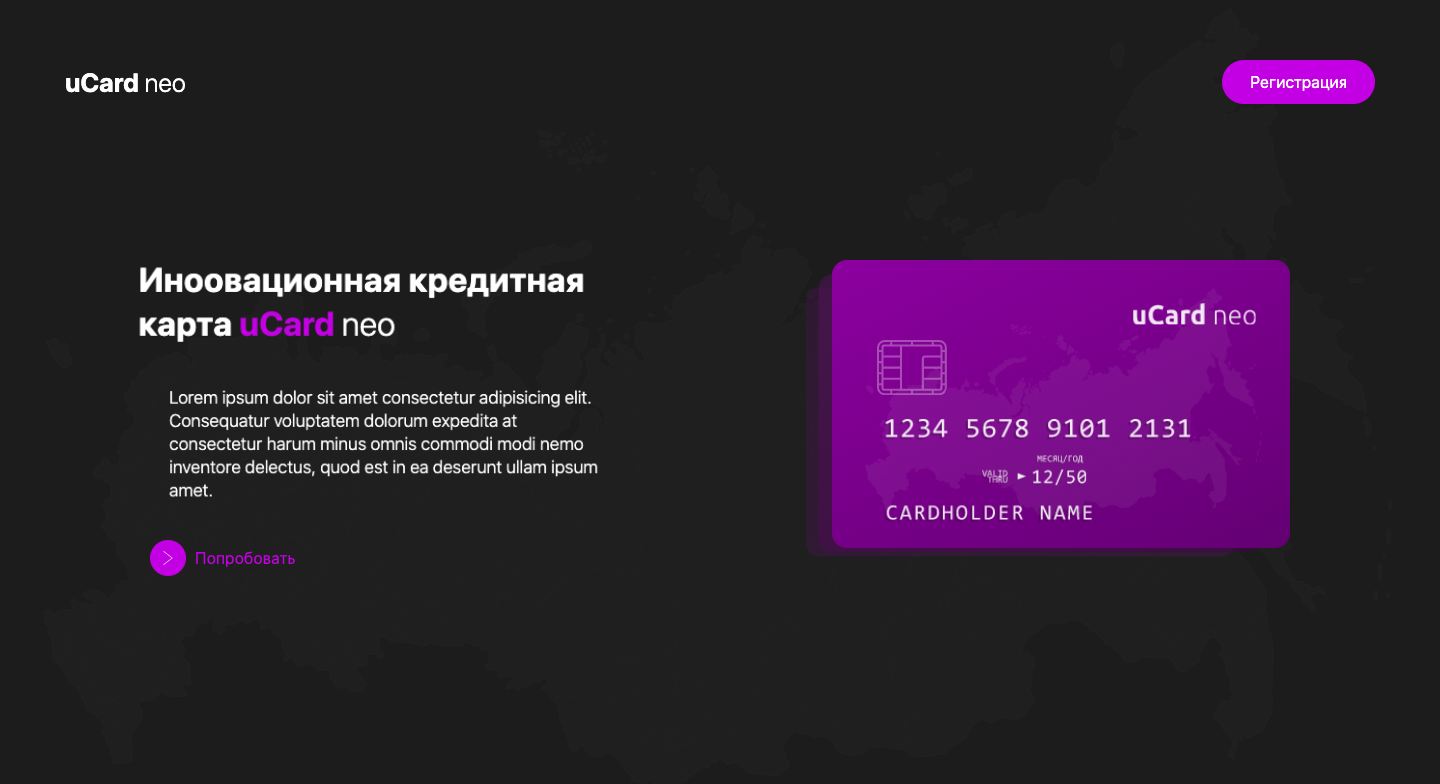 uCard neo
Регистрация
Иноовационная кредитная
карта uCard neo
Lorem ipsum dolor sit amet consectetur adipisicing elit.
Consequatur voluptatem dolorum expedita at
consectetur harum minus omnis commodi modi nemo
inventore delectus, quod est in ea deserunt ullam ipsum
amet.
Попробовать
uCard neo
1234 5678 9101 2131
МЕСЯЦ/ГОД
VALID
THRU
12/50
CARDHOLDER NAME